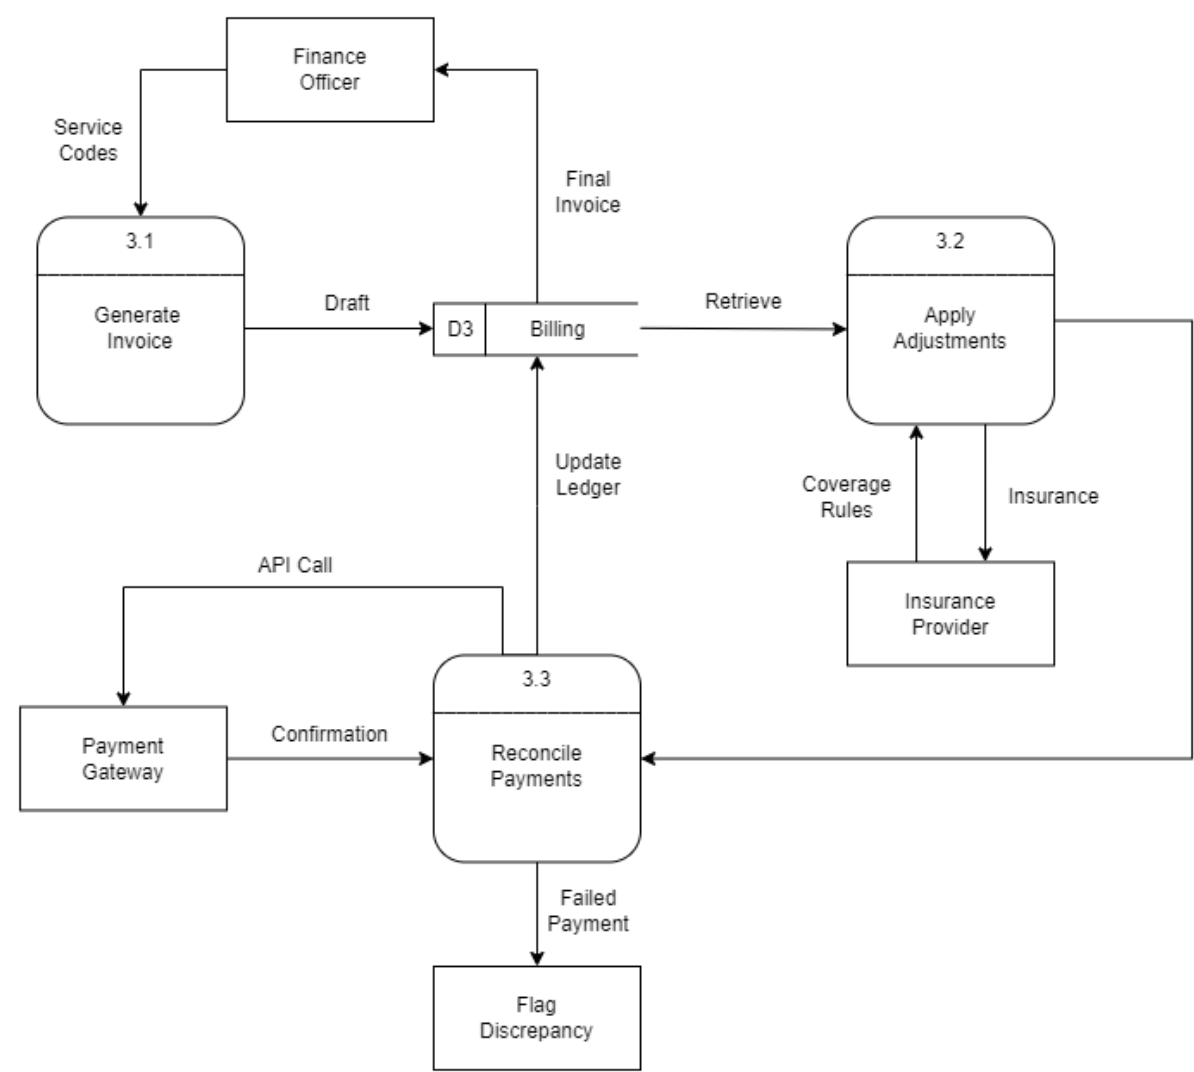 Finance
Officer
Service
Codes
Final
Invoice
3.1
Generate
Invoice
Draft
D3
Billing
Retrieve
3.2
Apply
Adjustments
Update
Ledger
Coverage
Rules
Insurance
API Call
Insurance
Provider
3.3
Reconcile
Payments
Payment
Gateway
Confirmation
Failed
Payment
Flag
Discrepancy